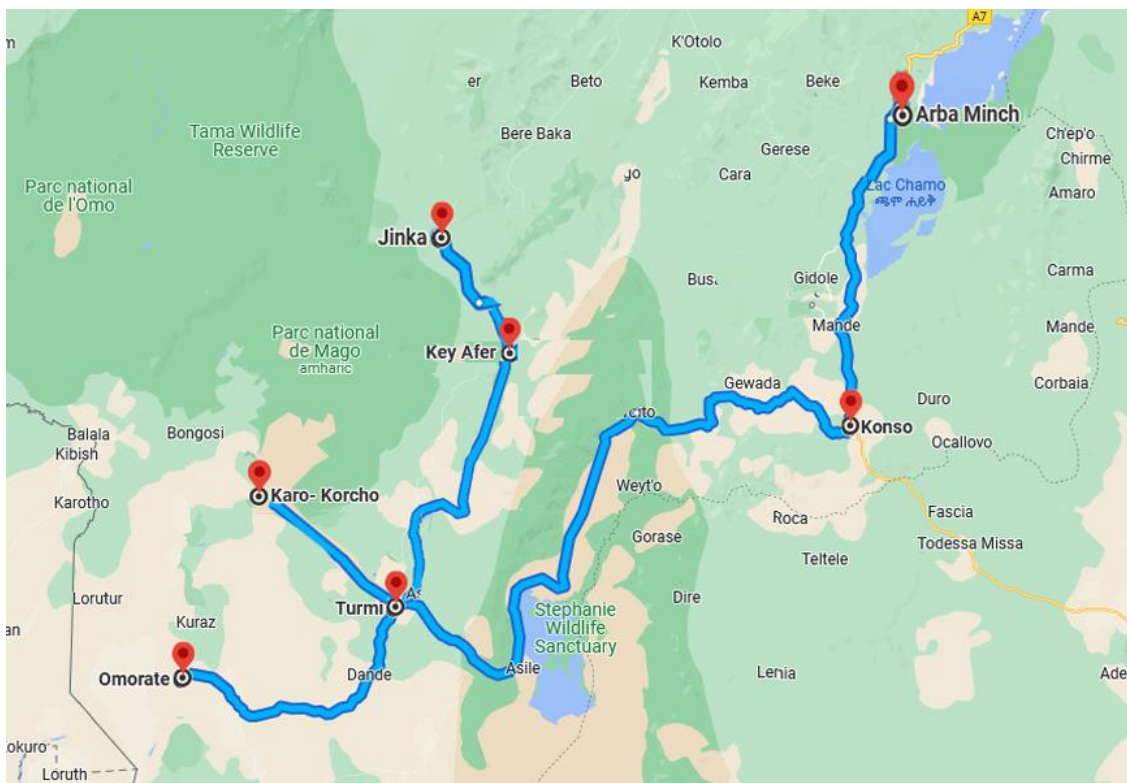 A7
K'Otolo
Beto
Kemba
Beke
Arba Minch
Tama Wildlife
Reserve
Bere Baka
Ch'ep'o
Chirme
Gerese
Cara
Amaro
Parc national
de l'Omo
Lac Chamo
ጫሞ ሐይቅ
Jinka
Carma
Gidole
Mande
Mande
Parc national
de Mago
amharic
Key Afer
Gewada
Corbaia
Duro
Konso
Ocallovo
Balala
Kibish
Bongosi
Karotho
Karo- Korcho
Weyt'o
Roca
Fascia
Gorase
Teltele
Todessa Missa
Lorutur
Turmi
Kuraz
Stephanie
Wildlife
Sanctuary
Dire
Omorate
Dande
Asile
Lenia
Loruth